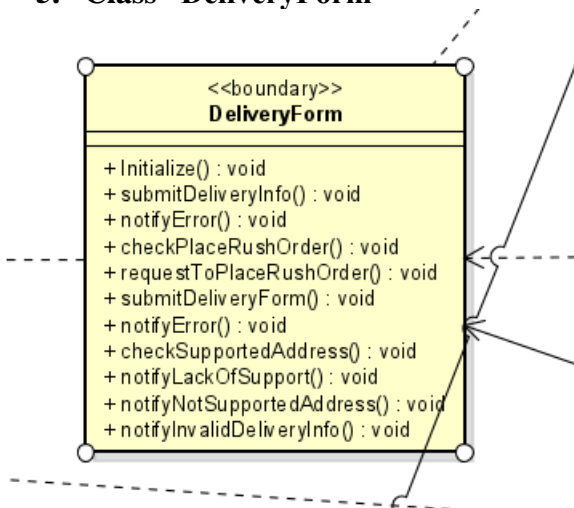 5. Class "DeliveryForm"
<<boundary>>
DeliveryForm
+ Initialize() : void
+ submitDeliveryInfo() : void
+ notifyError() : void
+ checkPlaceRushOrder() : void
+ requestToPlaceRushOrder() : void
+ submitDeliveryForm() : void
+ notifyError() : void
+ checkSupportedAddress() : void
+ notifyLackOfSupport() : void
+ notifyNotSupportedAddress() : void
+ notifyInvalidDeliveryInfo() : void